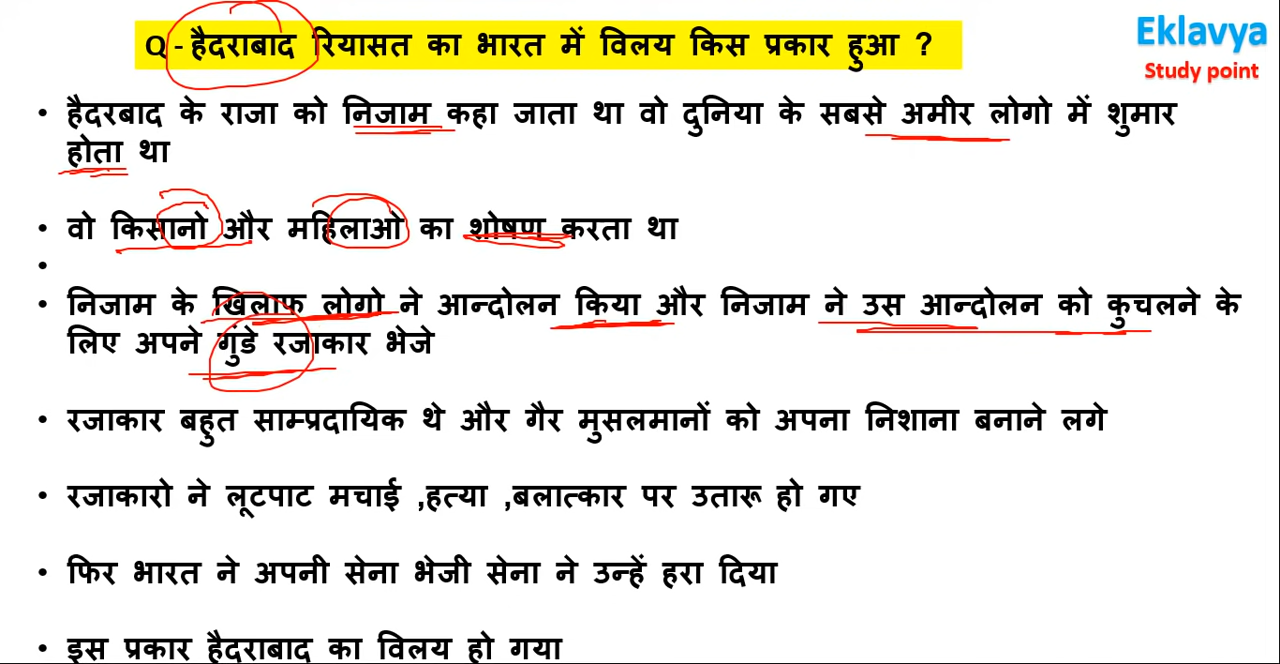 Q - हैदराबाद रियासत का भारत में विलय किस प्रकार हुआ ?
Eklavya
Study point
• हैदरबाद के राजा को निजाम कहा जाता था वो दुनिया के सबसे अमीर लोगो में शुमार
होता था
• वो किसानो और महिलाओ का शोषण करता था
•
• निजाम के खिलाफ लोगो ने आन्दोलन किया और निजाम ने उस आन्दोलन को कुचलने के
लिए अपने गुंडे रजाकार भेजे
• रजाकार बहुत साम्प्रदायिक थे और गैर मुसलमानों को अपना निशाना बनाने लगे
• रजाकारो ने लूटपाट मचाई ,हत्या ,बलात्कार पर उतारू हो गए
• फिर भारत ने अपनी सेना भेजी सेना ने उन्हें हरा दिया
• इस प्रकार हैदराबाद का विलय हो गया